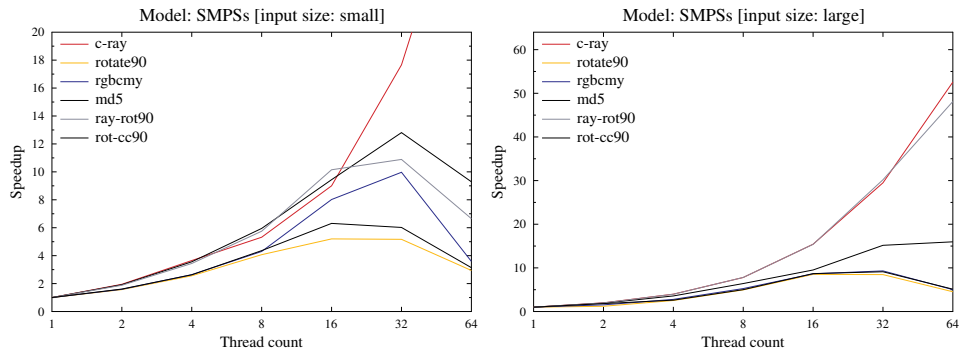 Model: SMPSs [input size: small]
20
18
16
14
12
10
8
6
4
2
0
Speedup
c-ray
rotate90
rgbcmy
md5
ray-rot90
rot-cc90
1 2 4 8 16 32 64
Thread count
Model: SMPSs [input size: large]
60
50
40
30
20
10
0
Speedup
c-ray
rotate90
rgbcmy
md5
ray-rot90
rot-cc90
1 2 4 8 16 32 64
Thread count